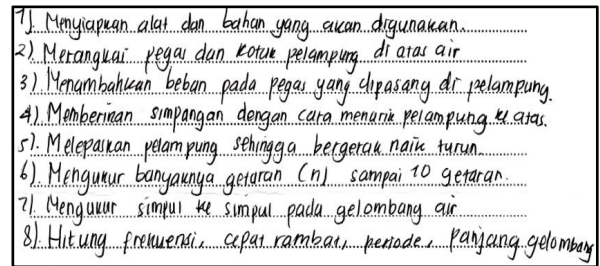 1). Menyiapkan alat dan bahan yang akan digunakan.
2). Merangkai pegas dan kotak pelampung di atas air
3). Menambahkan beban pada pegas yang dipasang di pelampung.
4). Memberikan simpangan dengan cara menarik pelampung ke atas.
5). Melepaskan pelampung sehingga bergerak naik turun
6). Mengukur banyaknya getaran (n) sampai 10 getaran.
7). Mengukur simpul ke simpul pada gelombang air
8). Hitung frekuensi, cepat rambat, periode, Panjang gelombang